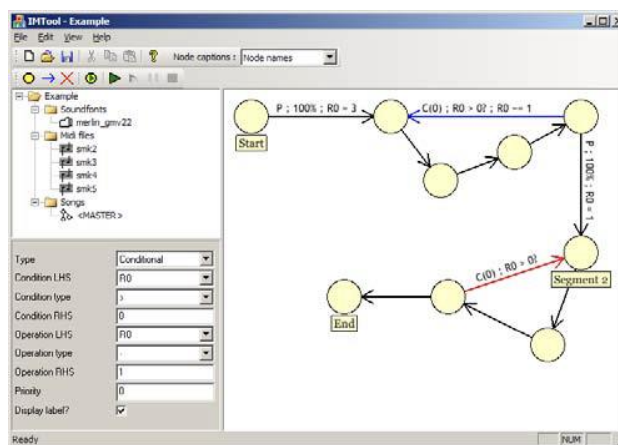 IMTool - Example
File Edit View Help
Node captions : Node names
Example
Soundfonts
merlin_gmv22
Midi files
smk2
smk3
smk4
smk5
Songs
<MASTER>
Type Conditional
Condition LHS R0
Condition type >
Condition RHS 0
Operation LHS R0
Operation type -
Operation RHS 1
Priority 0
Display label?
P ; 100% ; R0 = 3
C(0) ; R0 > 0? ; R0 -= 1
Start
P ; 100% ; R0 = 1
C(0) ; R0 > 0?
Segment 2
End
Ready NUM